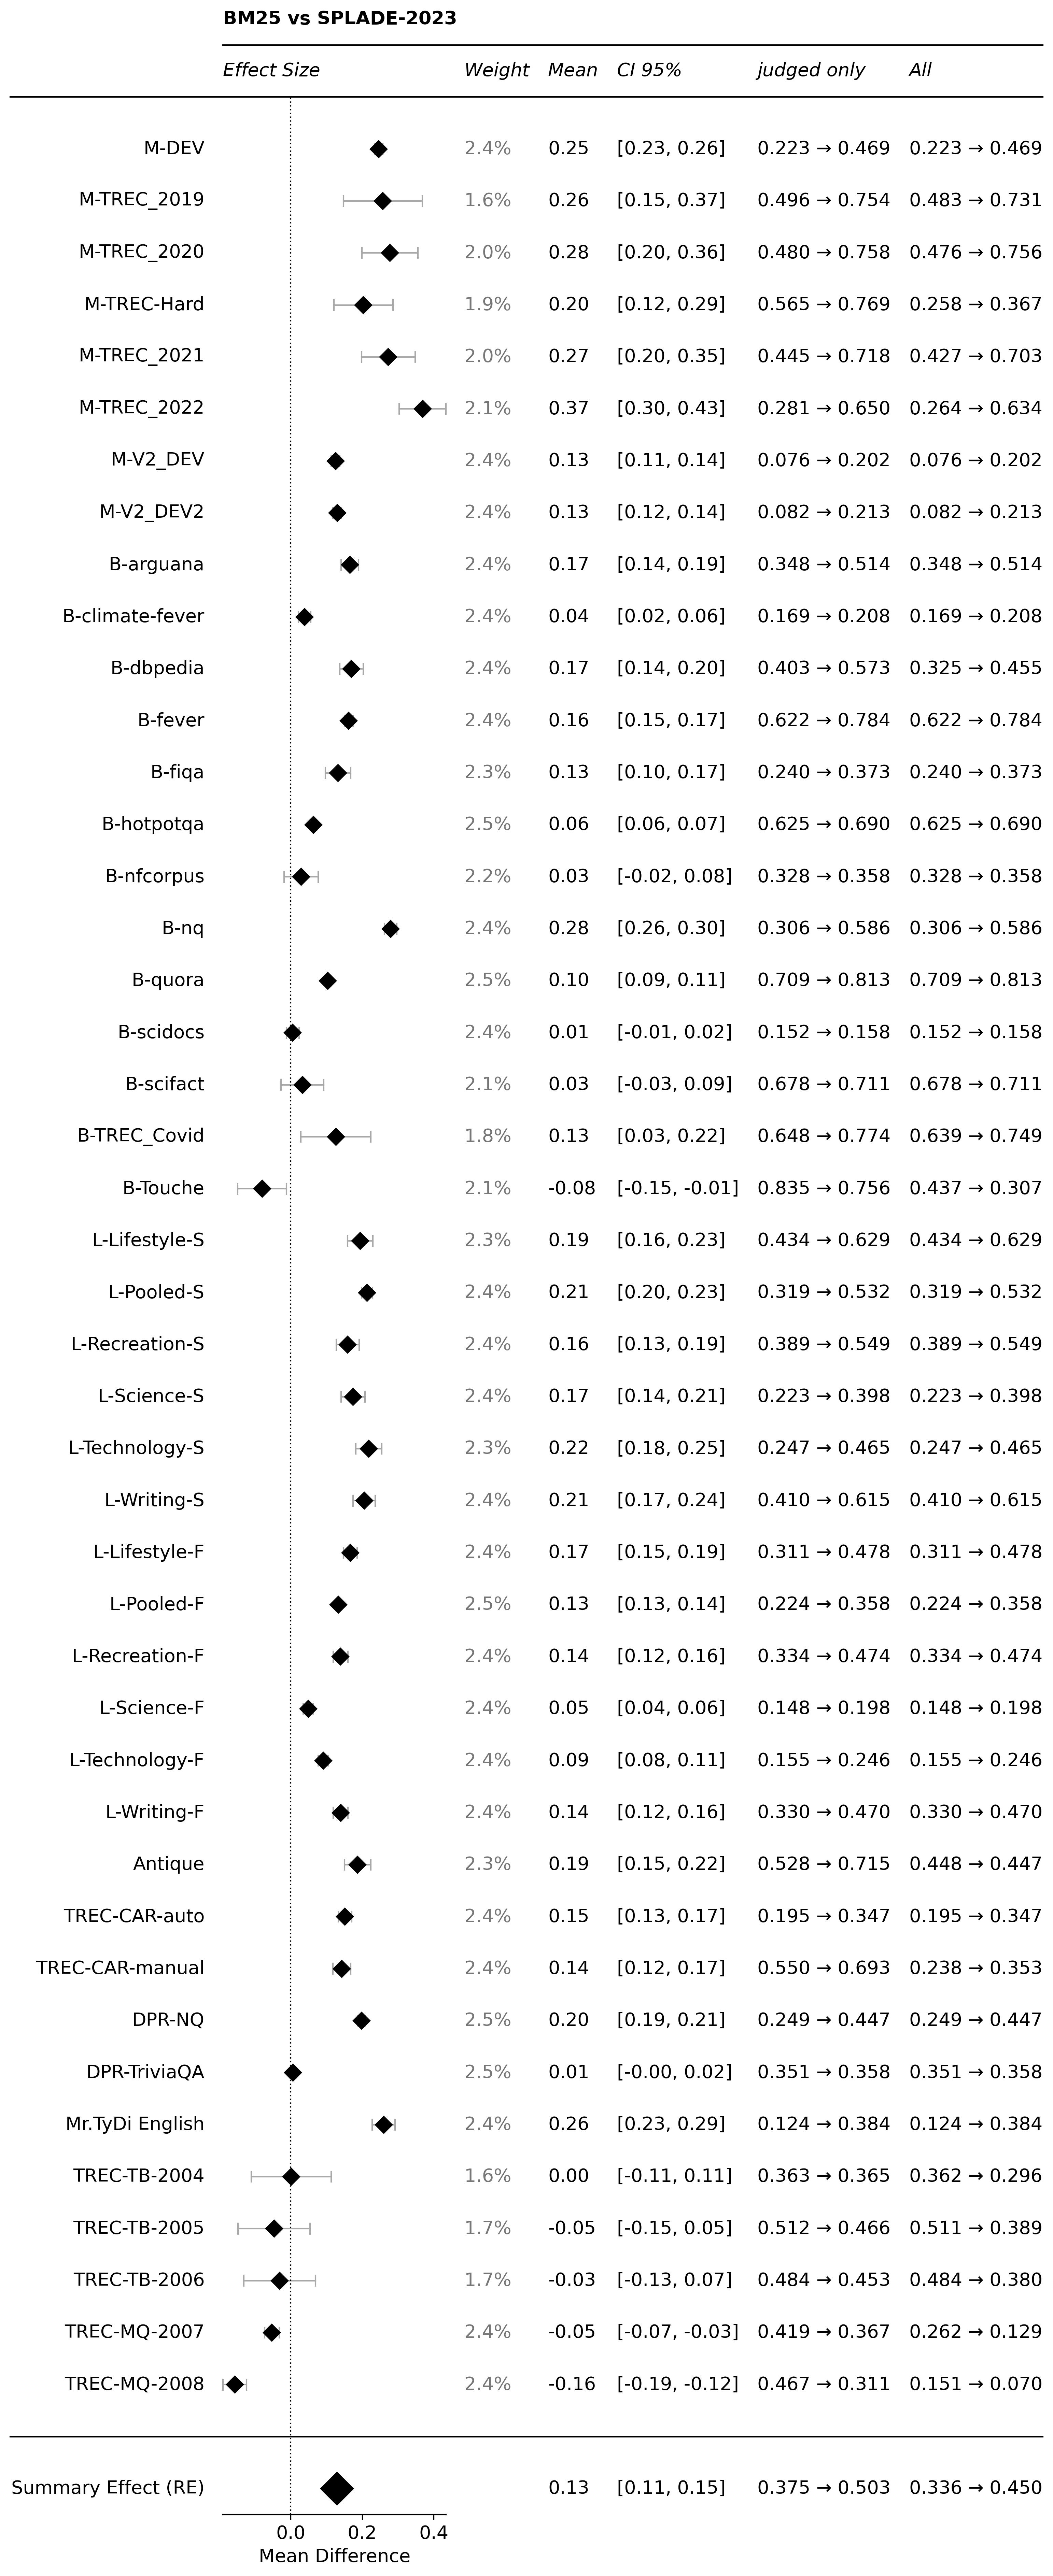 BM25 vs SPLADE-2023
Effect Size Weight Mean CI 95% judged only All
M-DEV 2.4% 0.25 [0.23, 0.26] 0.223 → 0.469 0.223 → 0.469
M-TREC_2019 1.6% 0.26 [0.15, 0.37] 0.496 → 0.754 0.483 → 0.731
M-TREC_2020 2.0% 0.28 [0.20, 0.36] 0.480 → 0.758 0.476 → 0.756
M-TREC-Hard 1.9% 0.20 [0.12, 0.29] 0.565 → 0.769 0.258 → 0.367
M-TREC_2021 2.0% 0.27 [0.20, 0.35] 0.445 → 0.718 0.427 → 0.703
M-TREC_2022 2.1% 0.37 [0.30, 0.43] 0.281 → 0.650 0.264 → 0.634
M-V2_DEV 2.4% 0.13 [0.11, 0.14] 0.076 → 0.202 0.076 → 0.202
M-V2_DEV2 2.4% 0.13 [0.12, 0.14] 0.082 → 0.213 0.082 → 0.213
B-arguana 2.4% 0.17 [0.14, 0.19] 0.348 → 0.514 0.348 → 0.514
B-climate-fever 2.4% 0.04 [0.02, 0.06] 0.169 → 0.208 0.169 → 0.208
B-dbpedia 2.4% 0.17 [0.14, 0.20] 0.403 → 0.573 0.325 → 0.455
B-fever 2.4% 0.16 [0.15, 0.17] 0.622 → 0.784 0.622 → 0.784
B-fiqa 2.3% 0.13 [0.10, 0.17] 0.240 → 0.373 0.240 → 0.373
B-hotpotqa 2.5% 0.06 [0.06, 0.07] 0.625 → 0.690 0.625 → 0.690
B-nfcorpus 2.2% 0.03 [-0.02, 0.08] 0.328 → 0.358 0.328 → 0.358
B-nq 2.4% 0.28 [0.26, 0.30] 0.306 → 0.586 0.306 → 0.586
B-quora 2.5% 0.10 [0.09, 0.11] 0.709 → 0.813 0.709 → 0.813
B-scidocs 2.4% 0.01 [-0.01, 0.02] 0.152 → 0.158 0.152 → 0.158
B-scifact 2.1% 0.03 [-0.03, 0.09] 0.678 → 0.711 0.678 → 0.711
B-TREC_Covid 1.8% 0.13 [0.03, 0.22] 0.648 → 0.774 0.639 → 0.749
B-Touche 2.1% -0.08 [-0.15, -0.01] 0.835 → 0.756 0.437 → 0.307
L-Lifestyle-S 2.3% 0.19 [0.16, 0.23] 0.434 → 0.629 0.434 → 0.629
L-Pooled-S 2.4% 0.21 [0.20, 0.23] 0.319 → 0.532 0.319 → 0.532
L-Recreation-S 2.4% 0.16 [0.13, 0.19] 0.389 → 0.549 0.389 → 0.549
L-Science-S 2.4% 0.17 [0.14, 0.21] 0.223 → 0.398 0.223 → 0.398
L-Technology-S 2.3% 0.22 [0.18, 0.25] 0.247 → 0.465 0.247 → 0.465
L-Writing-S 2.4% 0.21 [0.17, 0.24] 0.410 → 0.615 0.410 → 0.615
L-Lifestyle-F 2.4% 0.17 [0.15, 0.19] 0.311 → 0.478 0.311 → 0.478
L-Pooled-F 2.5% 0.13 [0.13, 0.14] 0.224 → 0.358 0.224 → 0.358
L-Recreation-F 2.4% 0.14 [0.12, 0.16] 0.334 → 0.474 0.334 → 0.474
L-Science-F 2.4% 0.05 [0.04, 0.06] 0.148 → 0.198 0.148 → 0.198
L-Technology-F 2.4% 0.09 [0.08, 0.11] 0.155 → 0.246 0.155 → 0.246
L-Writing-F 2.4% 0.14 [0.12, 0.16] 0.330 → 0.470 0.330 → 0.470
Antique 2.3% 0.19 [0.15, 0.22] 0.528 → 0.715 0.448 → 0.447
TREC-CAR-auto 2.4% 0.15 [0.13, 0.17] 0.195 → 0.347 0.195 → 0.347
TREC-CAR-manual 2.4% 0.14 [0.12, 0.17] 0.550 → 0.693 0.238 → 0.353
DPR-NQ 2.5% 0.20 [0.19, 0.21] 0.249 → 0.447 0.249 → 0.447
DPR-TriviaQA 2.5% 0.01 [-0.00, 0.02] 0.351 → 0.358 0.351 → 0.358
Mr.TyDi English 2.4% 0.26 [0.23, 0.29] 0.124 → 0.384 0.124 → 0.384
TREC-TB-2004 1.6% 0.00 [-0.11, 0.11] 0.363 → 0.365 0.362 → 0.296
TREC-TB-2005 1.7% -0.05 [-0.15, 0.05] 0.512 → 0.466 0.511 → 0.389
TREC-TB-2006 1.7% -0.03 [-0.13, 0.07] 0.484 → 0.453 0.484 → 0.380
TREC-MQ-2007 2.4% -0.05 [-0.07, -0.03] 0.419 → 0.367 0.262 → 0.129
TREC-MQ-2008 2.4% -0.16 [-0.19, -0.12] 0.467 → 0.311 0.151 → 0.070
Summary Effect (RE) 0.13 [0.11, 0.15] 0.375 → 0.503 0.336 → 0.450
0.0 0.2 0.4
Mean Difference